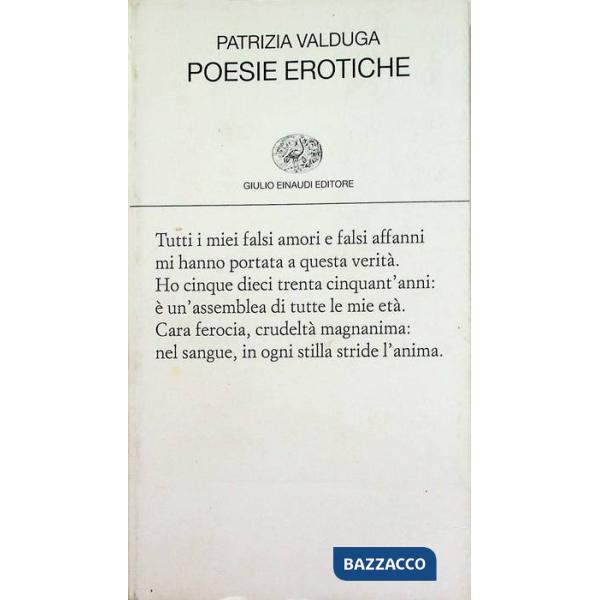 PATRIZIA VALDUGA
POESIE EROTICHE
GIULIO EINAUDI EDITORE
Tutti i miei falsi amori e falsi affanni
mi hanno portata a questa verità.
Ho cinque dieci trenta cinquant’anni:
è un’assemblea di tutte le mie età.
Cara ferocia, crudeltà magnanima:
nel sangue, in ogni stilla stride l’anima.
BAZZACCO